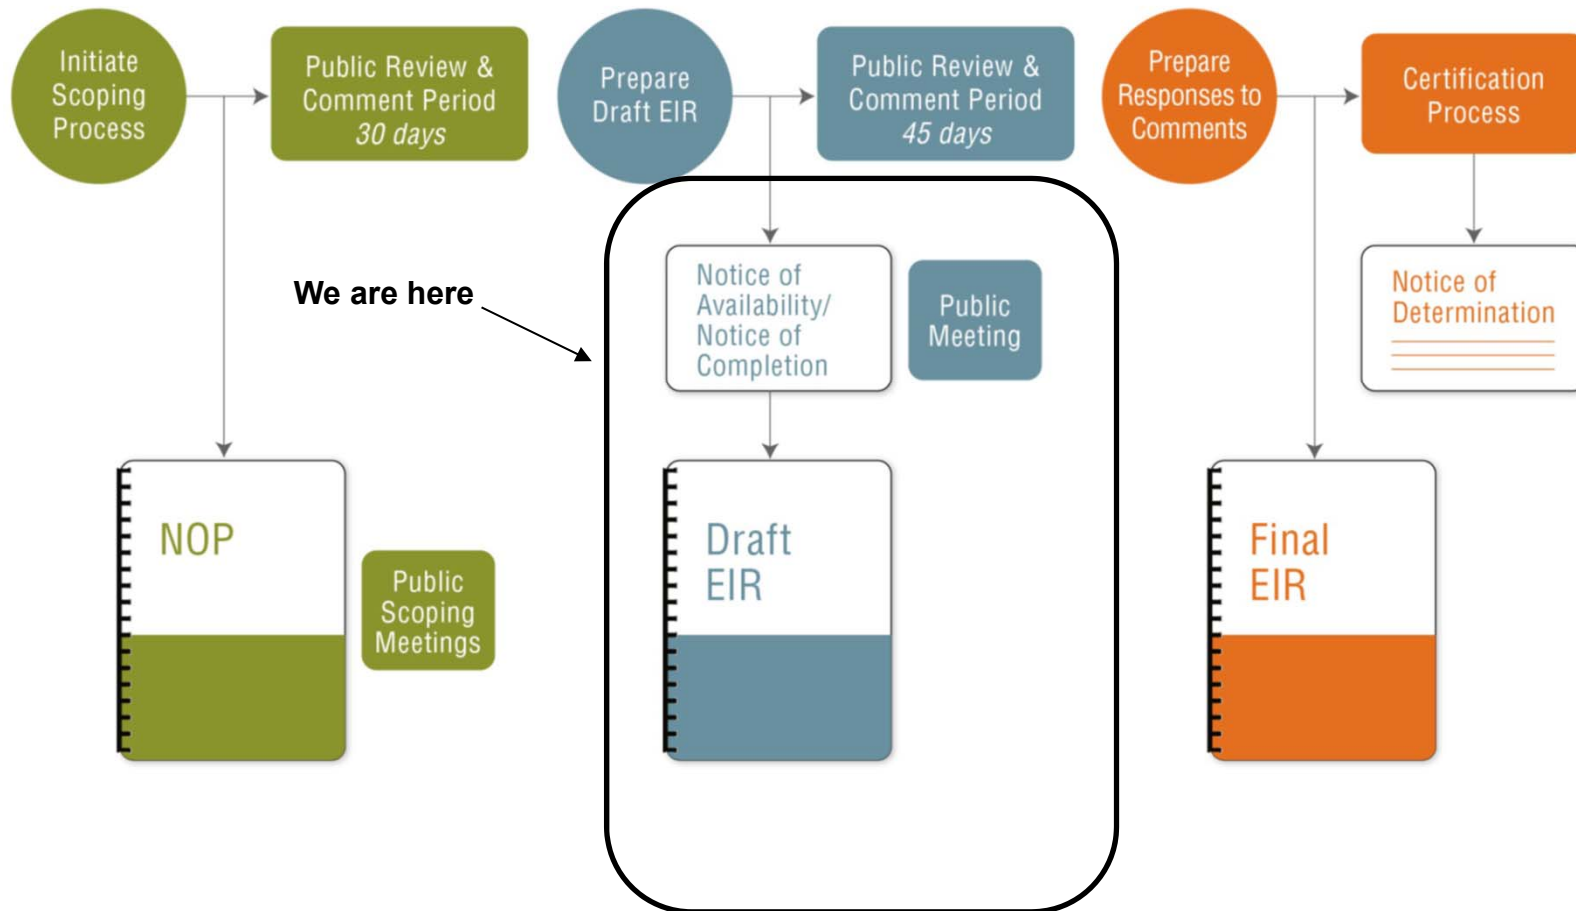 Initiate
Scoping
Process
Public Review &
Comment Period
30 days
Prepare
Draft EIR
Public Review &
Comment Period
45 days
Prepare
Responses to
Comments
Certification
Process
We are here
Notice of
Availability/
Notice of
Completion
Public
Meeting
Notice of
Determination
NOP
Public
Scoping
Meetings
Draft
EIR
Final
EIR